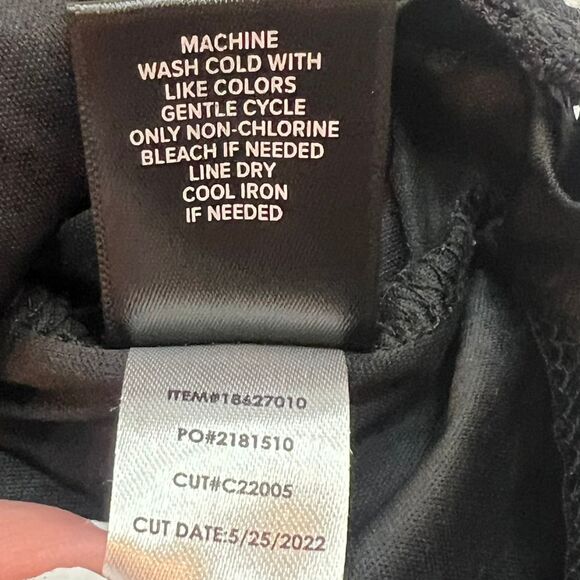 MACHINE
WASH COLD WITH
LIKE COLORS
GENTLE CYCLE
ONLY NON-CHLORINE
BLEACH IF NEEDED
LINE DRY
COOL IRON
IF NEEDED
ITEM#18627010
PO#2181510
CUT#C22005
CUT DATE:5/25/2022